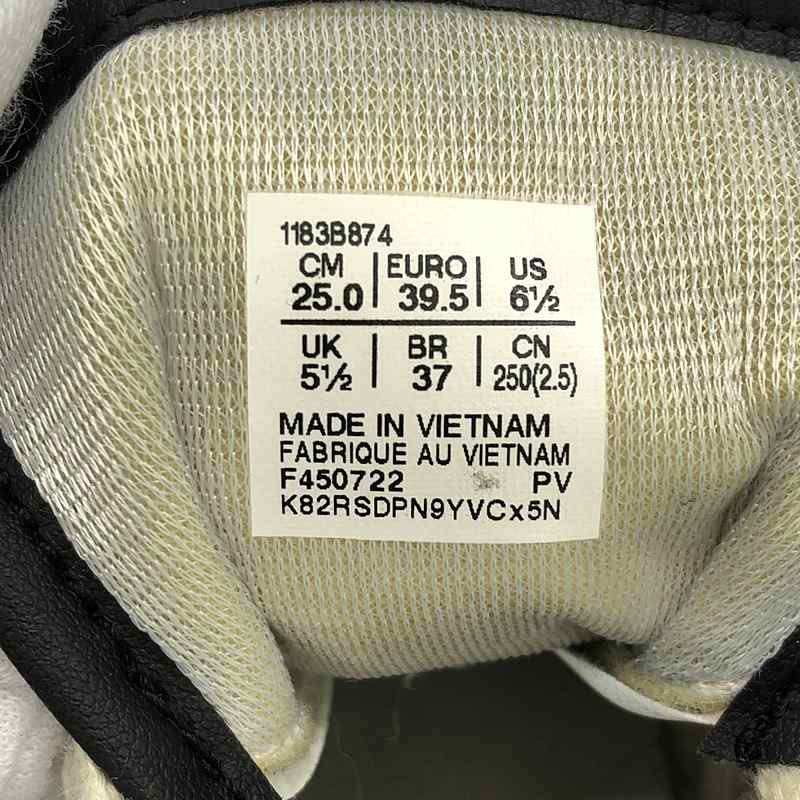 1183B874
CM | EURO | US
25.0 | 39.5 | 6½
UK | BR | CN
5½ | 37 | 250(2.5)
MADE IN VIETNAM
FABRIQUE AU VIETNAM
F450722 PV
K82RSDPN9YVCx5N